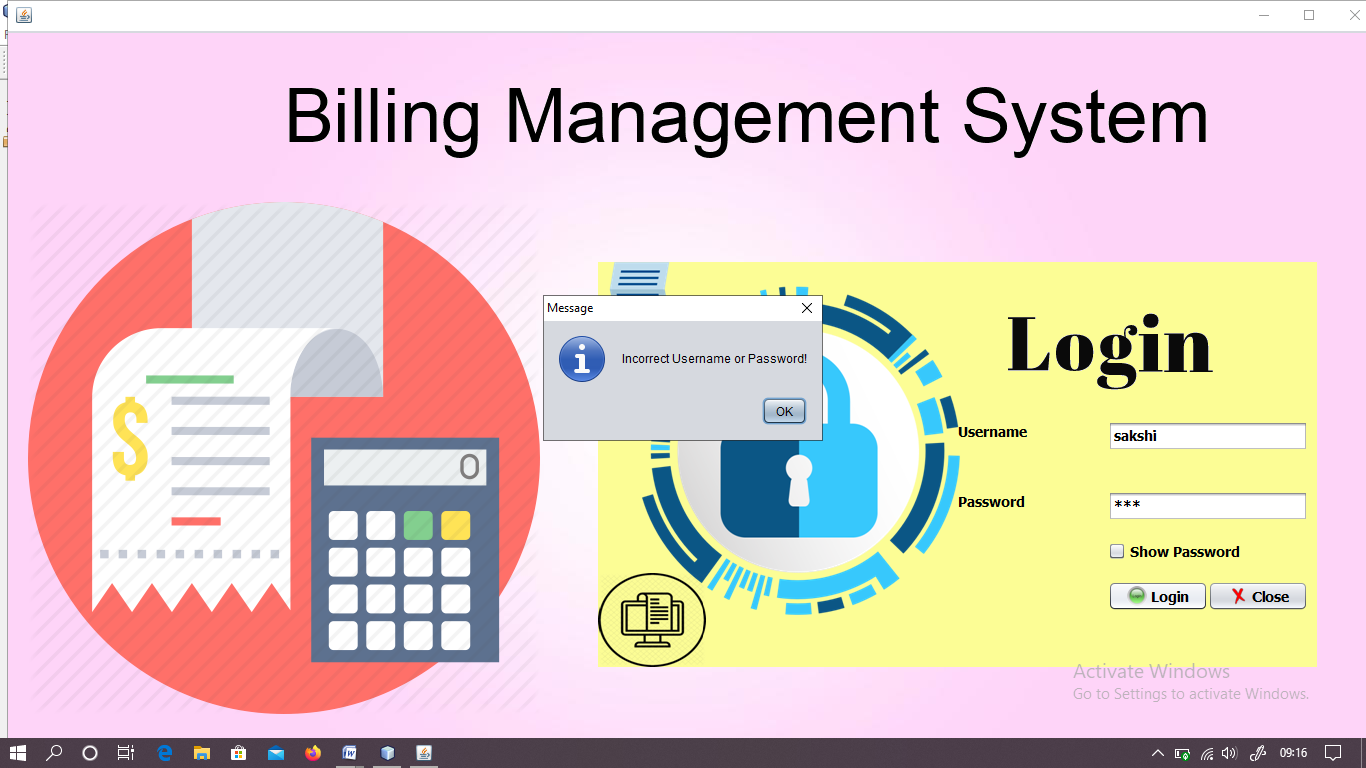 Billing Management System
$
0
Message
Incorrect Username or Password!
OK
Login
Username
sakshi
Password
***
Show Password
Login
Close
Activate Windows
Go to Settings to activate Windows.
09:16